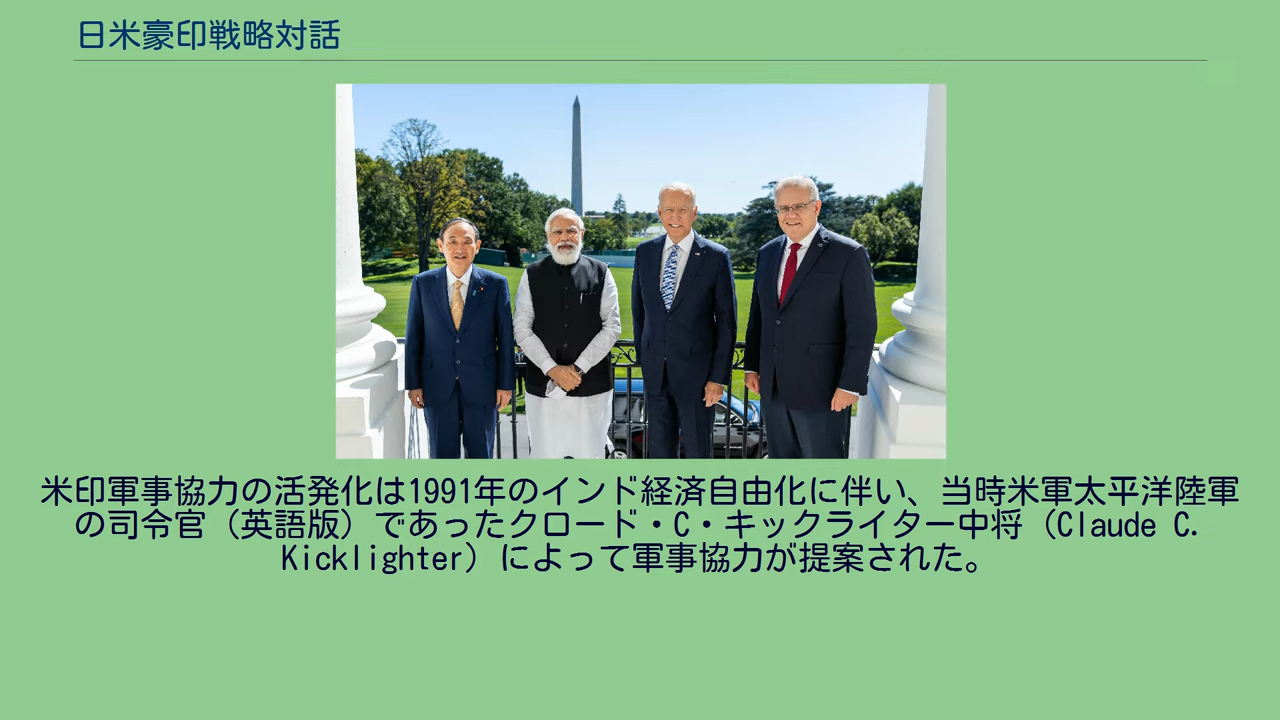 日米豪印戦略対話
米印軍事協力の活発化は1991年のインド経済自由化に伴い、当時米軍太平洋陸軍
の司令官（英語版）であったクロード・C・キックライター中将（Claude C.
Kicklighter）によって軍事協力が提案された。